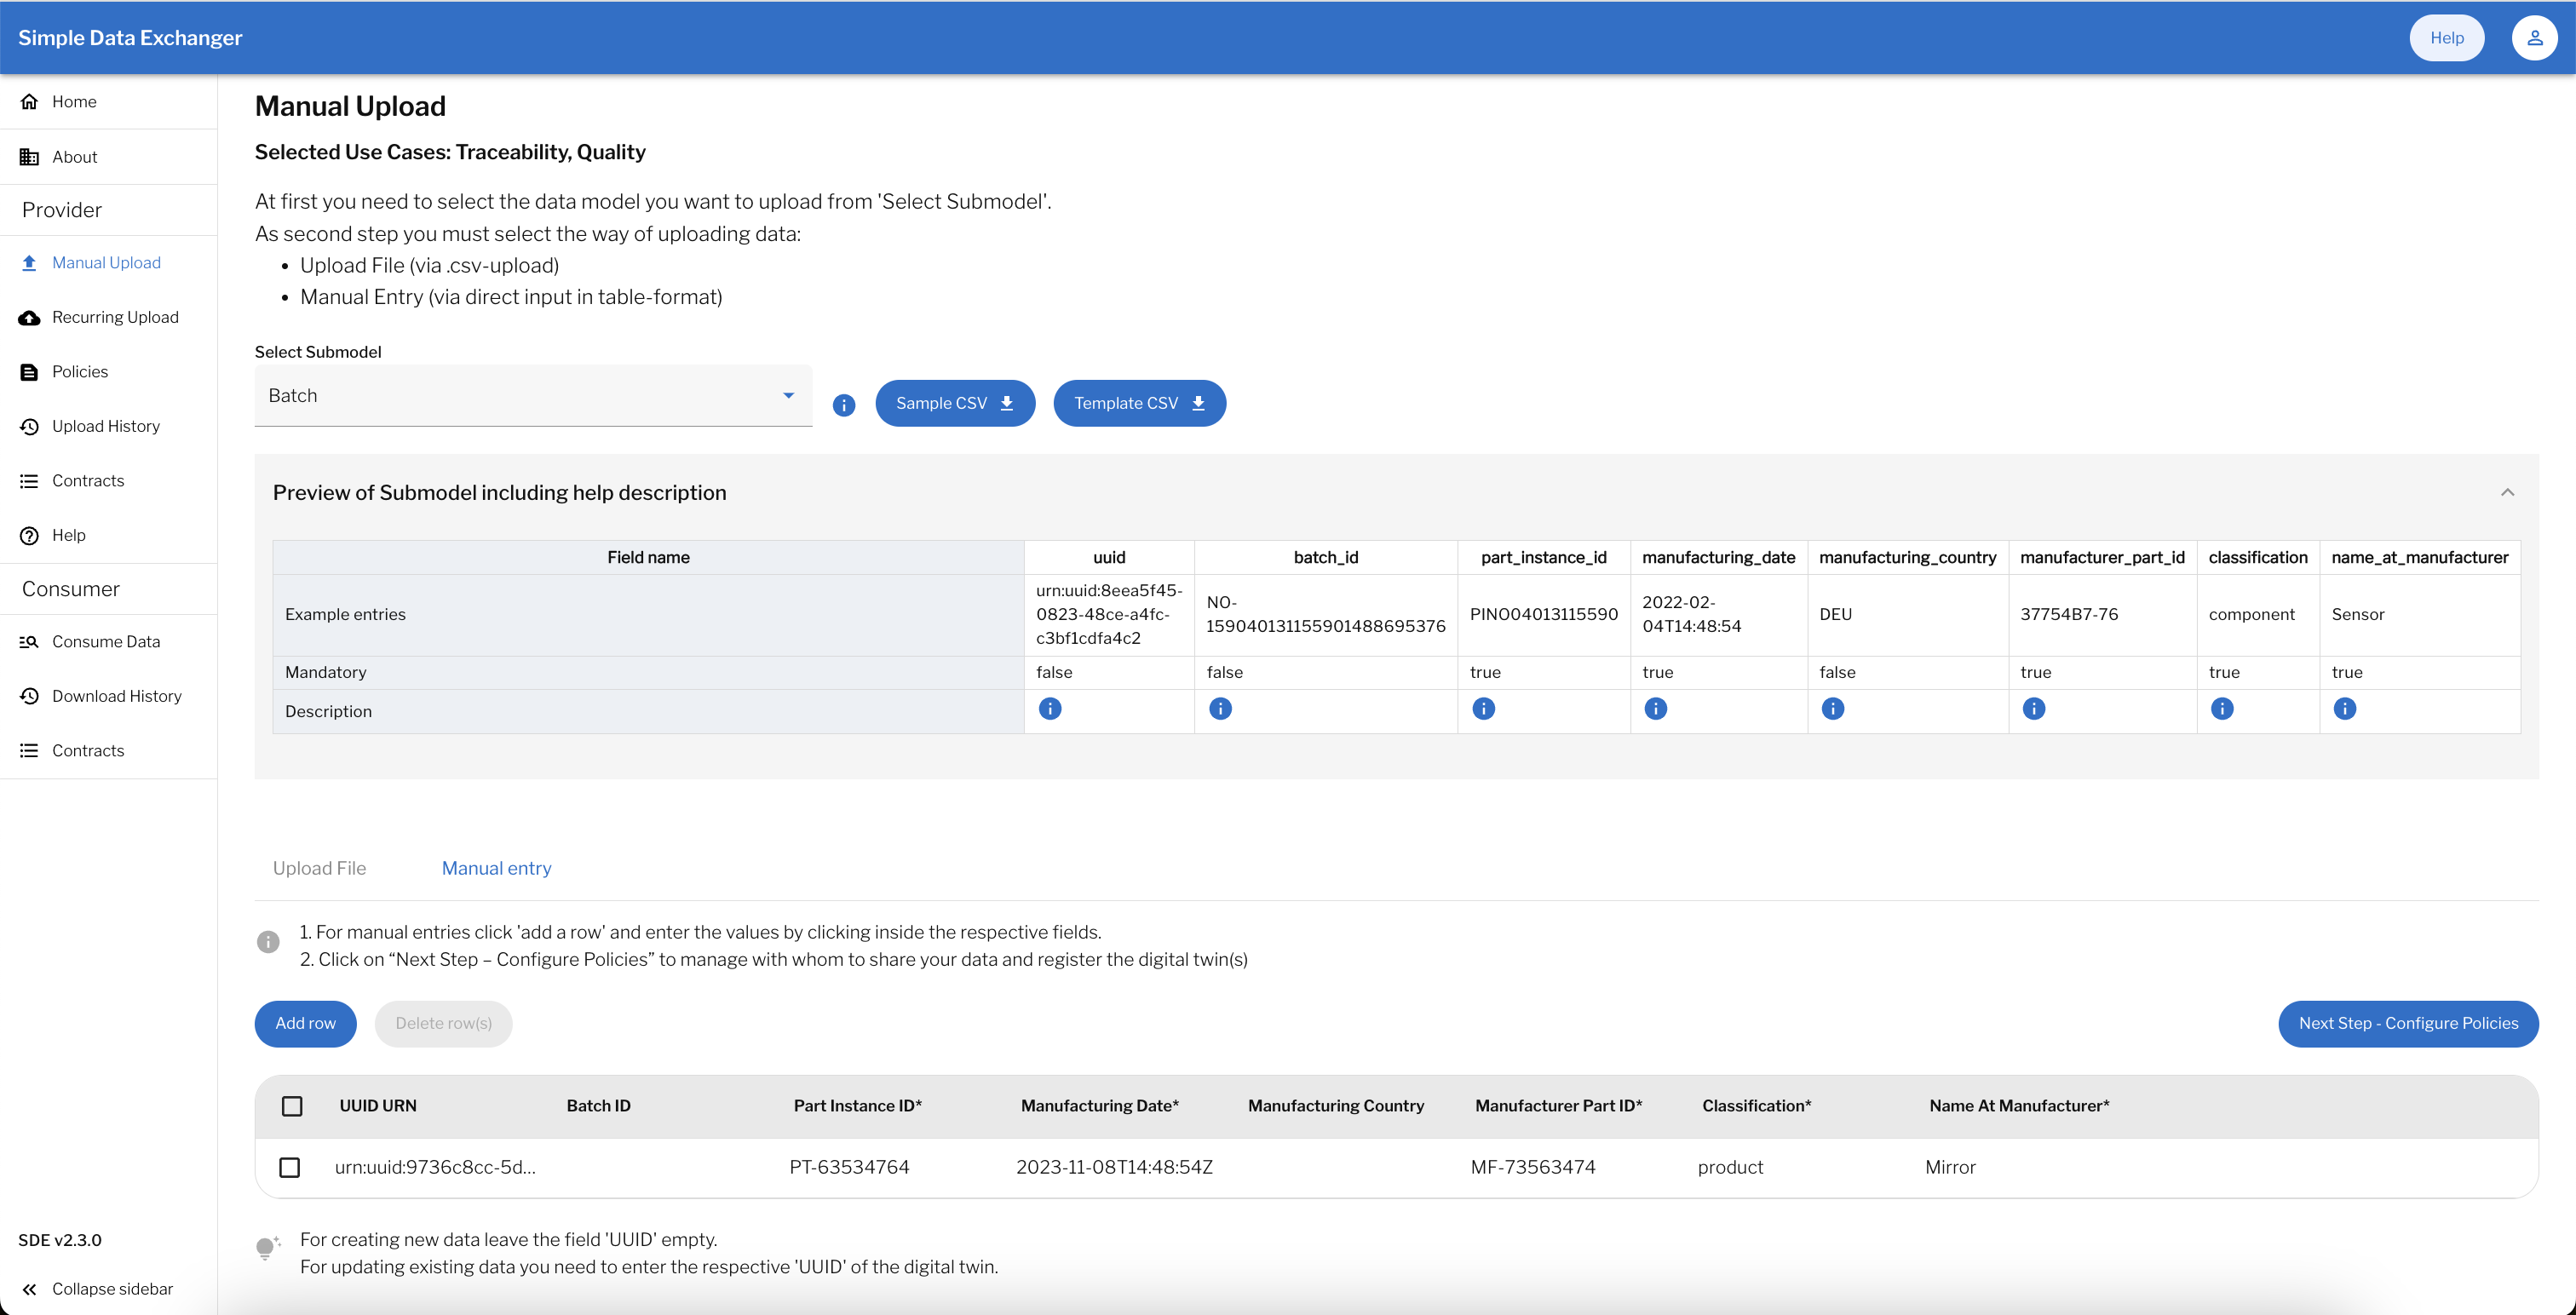 Simple Data Exchanger
Help
Home
About
Provider
Manual Upload
Recurring Upload
Policies
Upload History
Contracts
Help
Consumer
Consume Data
Download History
Contracts
SDE v2.3.0
Collapse sidebar
Manual Upload
Selected Use Cases: Traceability, Quality
At first you need to select the data model you want to upload from 'Select Submodel'.
As second step you must select the way of uploading data:
• Upload File (via .csv-upload)
• Manual Entry (via direct input in table-format)
Select Submodel
Batch
Sample CSV
Template CSV
Preview of Submodel including help description
Field name uuid batch_id part_instance_id manufacturing_date manufacturing_country manufacturer_part_id classification name_at_manufacturer
Example entries urn:uuid:8eea5f45-0823-48ce-a4fc-c3bf1cdfa4c2 NO-159040131155901488695376 PINO04013115590 2022-02-04T14:48:54 DEU 37754B7-76 component Sensor
Mandatory false false true true false true true true
Description
Upload File Manual entry
1. For manual entries click 'add a row' and enter the values by clicking inside the respective fields.
2. Click on “Next Step – Configure Policies” to manage with whom to share your data and register the digital twin(s)
Add row Delete row(s) Next Step - Configure Policies
UUID URN Batch ID Part Instance ID* Manufacturing Date* Manufacturing Country Manufacturer Part ID* Classification* Name At Manufacturer*
urn:uuid:9736c8cc-5d... PT-63534764 2023-11-08T14:48:54Z MF-73563474 product Mirror
For creating new data leave the field 'UUID' empty.
For updating existing data you need to enter the respective 'UUID' of the digital twin.